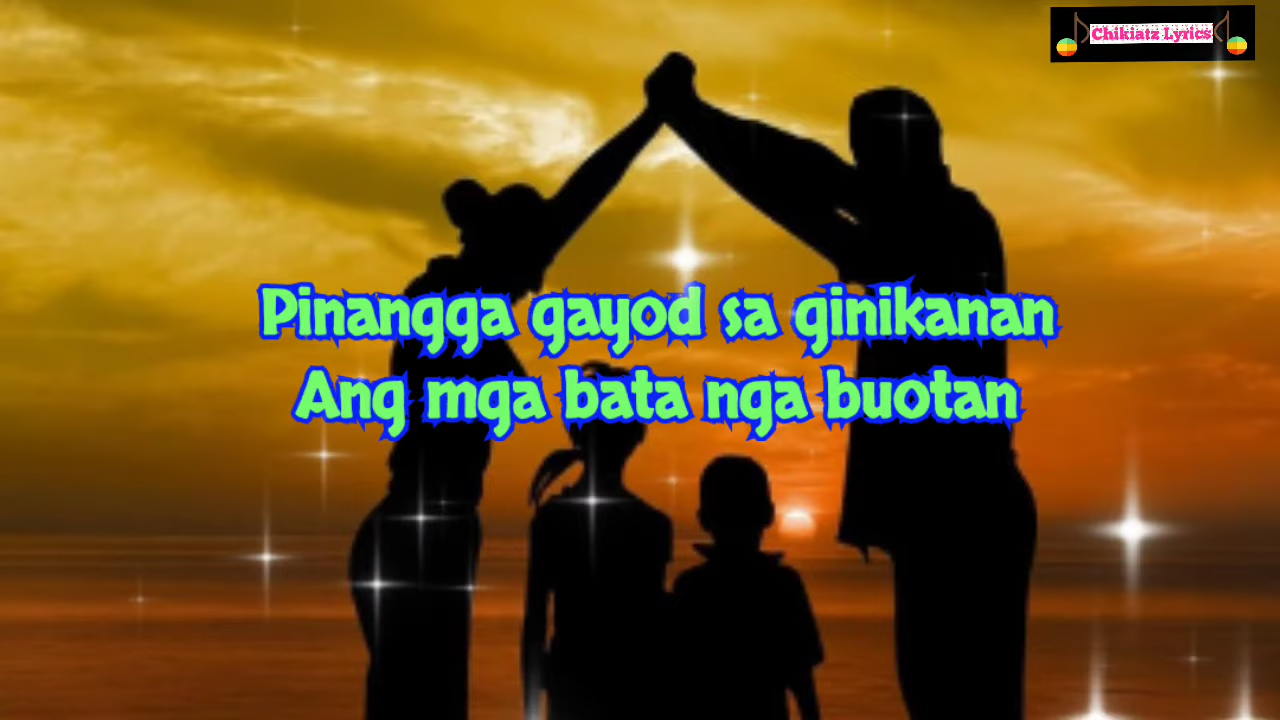 Chikiatz Lyrics
Pinangga gayod sa ginikanan
Ang mga bata nga buotan